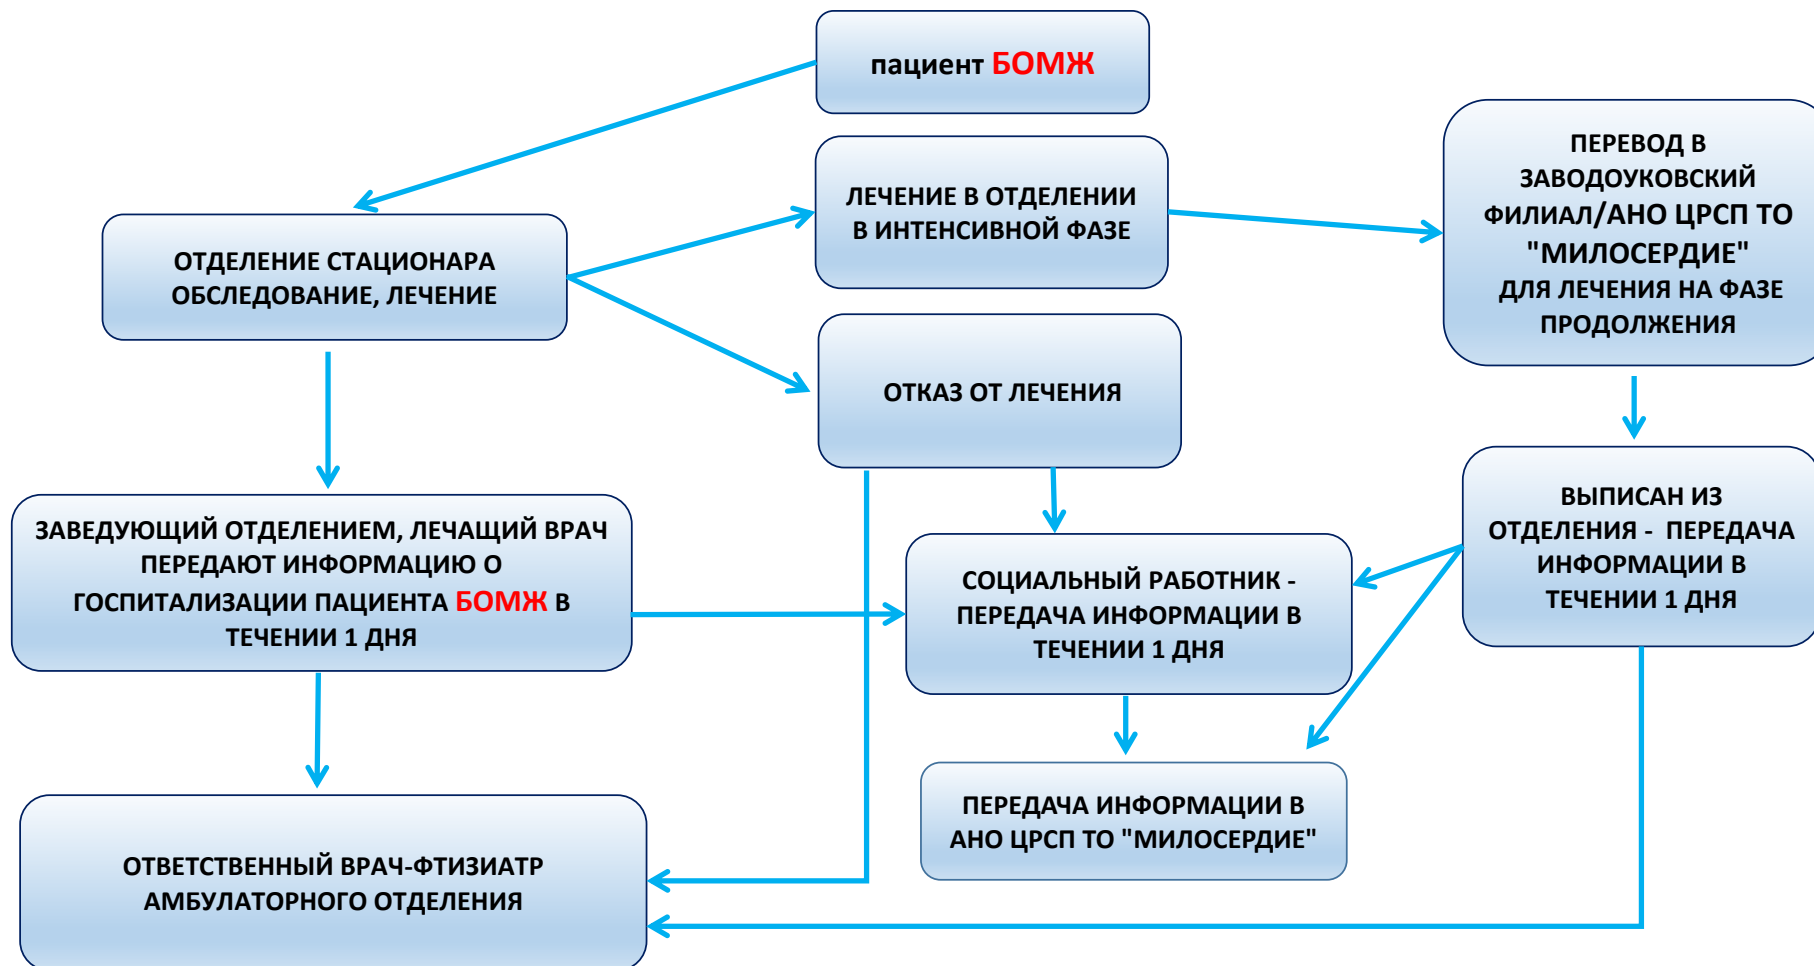 пациент БОМЖ
ЛЕЧЕНИЕ В ОТДЕЛЕНИИ
В ИНТЕНСИВНОЙ ФАЗЕ
ПЕРЕВОД В
ЗАВОДОУКОВСКИЙ
ФИЛИАЛ/АНО ЦРСП ТО
"МИЛОСЕРДИЕ"
ДЛЯ ЛЕЧЕНИЯ НА ФАЗЕ
ПРОДОЛЖЕНИЯ
ОТДЕЛЕНИЕ СТАЦИОНАРА
ОБСЛЕДОВАНИЕ, ЛЕЧЕНИЕ
ОТКАЗ ОТ ЛЕЧЕНИЯ
ЗАВЕДУЮЩИЙ ОТДЕЛЕНИЕМ, ЛЕЧАЩИЙ ВРАЧ
ПЕРЕДАЮТ ИНФОРМАЦИЮ О
ГОСПИТАЛИЗАЦИИ ПАЦИЕНТА БОМЖ В
ТЕЧЕНИИ 1 ДНЯ
СОЦИАЛЬНЫЙ РАБОТНИК -
ПЕРЕДАЧА ИНФОРМАЦИИ В
ТЕЧЕНИИ 1 ДНЯ
ВЫПИСАН ИЗ
ОТДЕЛЕНИЯ - ПЕРЕДАЧА
ИНФОРМАЦИИ В
ТЕЧЕНИИ 1 ДНЯ
ПЕРЕДАЧА ИНФОРМАЦИИ В
АНО ЦРСП ТО "МИЛОСЕРДИЕ"
ОТВЕТСТВЕННЫЙ ВРАЧ-ФТИЗИАТР
АМБУЛАТОРНОГО ОТДЕЛЕНИЯ